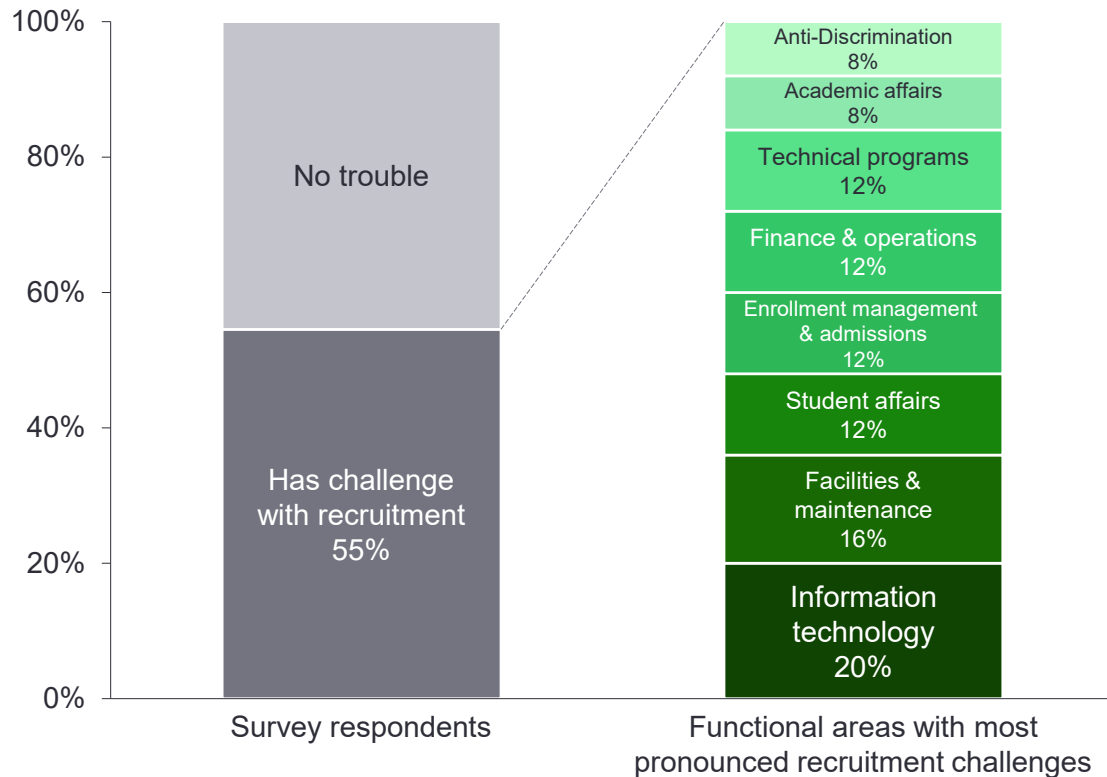 100%
80%
60%
40%
20%
0%
No trouble
Has challenge
with recruitment
55%
Survey respondents
Anti-Discrimination
8%
Academic affairs
8%
Technical programs
12%
Finance & operations
12%
Enrollment management
& admissions
12%
Student affairs
12%
Facilities &
maintenance
16%
Information
technology
20%
Functional areas with most
pronounced recruitment challenges